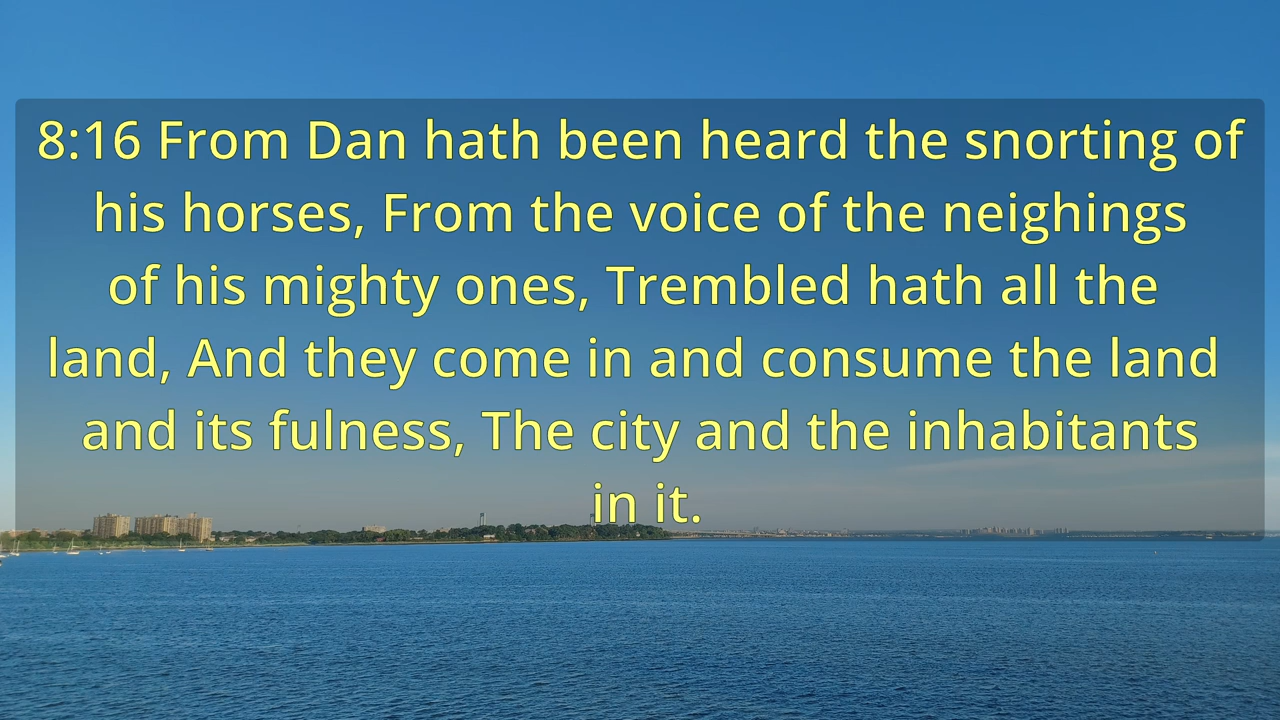 8:16 From Dan hath been heard the snorting of
his horses, From the voice of the neighings
of his mighty ones, Trembled hath all the
land, And they come in and consume the land
and its fulness, The city and the inhabitants
in it.